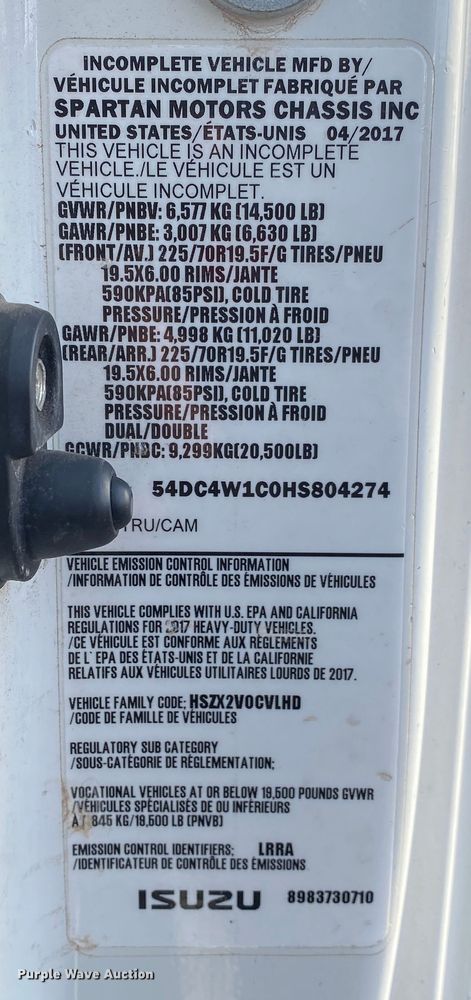 INCOMPLETE VEHICLE MFD BY/
VÉHICULE INCOMPLET FABRIQUÉ PAR
SPARTAN MOTORS CHASSIS INC
UNITED STATES/ÉTATS-UNIS 04/2017
THIS VEHICLE IS AN INCOMPLETE
VEHICLE./LE VÉHICULE EST UN
VÉHICULE INCOMPLET.
GVWR/PNBV: 6,577 KG (14,500 LB)
GAWR/PNBE: 3,007 KG (6,630 LB)
(FRONT/AV.) 225/70R19.5F/G TIRES/PNEU
19.5X6.00 RIMS/JANTE
590KPA(85PSI), COLD TIRE
PRESSURE/PRESSION À FROID
GAWR/PNBE: 4,998 KG (11,020 LB)
(REAR/ARR.) 225/70R19.5F/G TIRES/PNEU
19.5X6.00 RIMS/JANTE
590KPA(85PSI), COLD TIRE
PRESSURE/PRESSION À FROID
DUAL/DOUBLE
GCWR/PNBC: 9,299KG(20,500LB)
54DC4W1C0HS804274
TRU/CAM
VEHICLE EMISSION CONTROL INFORMATION
/INFORMATION DE CONTRÔLE DES ÉMISSIONS DE VÉHICULES
THIS VEHICLE COMPLIES WITH U.S. EPA AND CALIFORNIA
REGULATIONS FOR 2017 HEAVY-DUTY VEHICLES.
/CE VÉHICULE EST CONFORME AUX RÈGLEMENTS
DE L'EPA DES ÉTATS-UNIS ET DE LA CALIFORNIE
RELATIFS AUX VÉHICULES UTILITAIRES LOURDS DE 2017.
VEHICLE FAMILY CODE: HSZX2VOCVLHD
/CODE DE FAMILLE DE VÉHICULES
REGULATORY SUB CATEGORY
/SOUS-CATÉGORIE DE RÉGLEMENTATION:
VOCATIONAL VEHICLES AT OR BELOW 19,500 POUNDS GVWR
/VÉHICULES SPÉCIALISÉS DE OU INFÉRIEURS
À 845 KG/19,500 LB (PNVB)
EMISSION CONTROL IDENTIFIERS: LRRA
/IDENTIFICATEUR DE CONTRÔLE DES ÉMISSIONS
ISUZU 8983730710
Purple Wave Auction